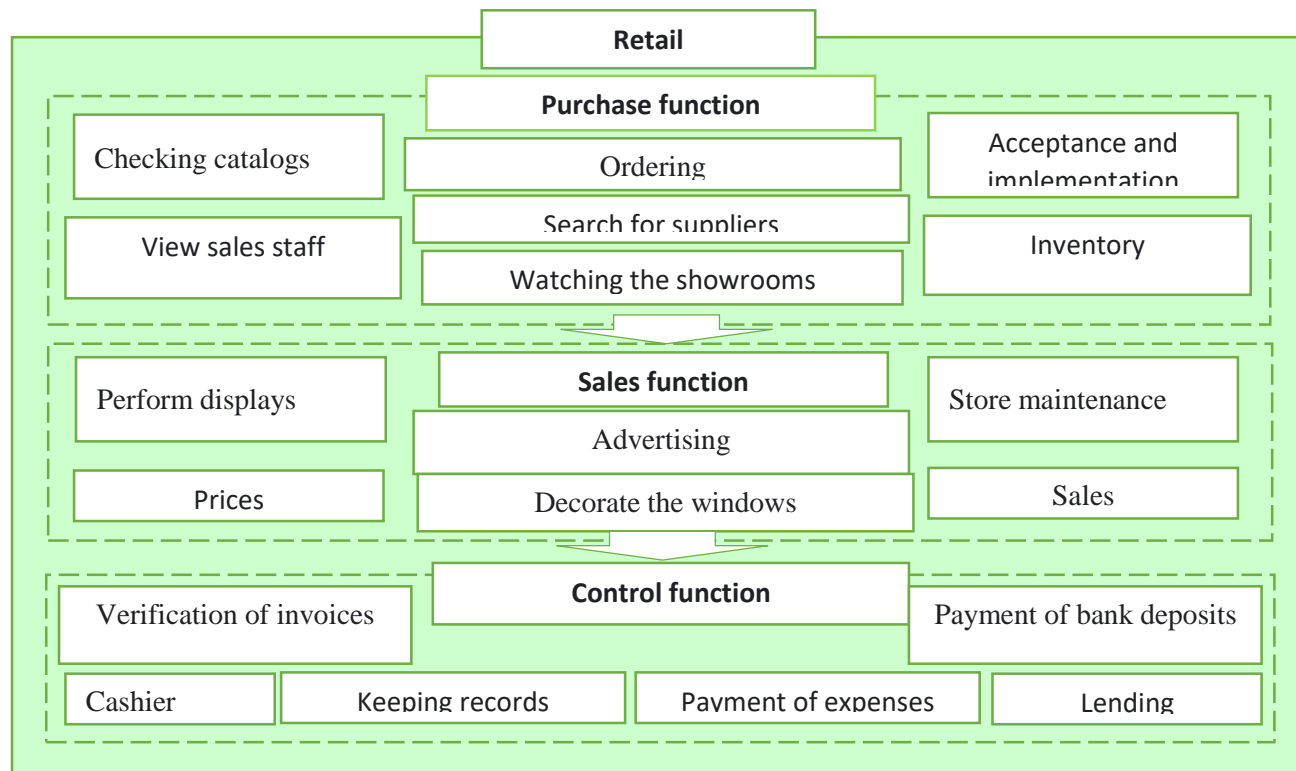 Retail
Purchase function
Checking catalogs
Ordering
Acceptance and
implementation
Search for suppliers
View sales staff
Inventory
Watching the showrooms
Sales function
Perform displays
Store maintenance
Advertising
Prices
Decorate the windows
Sales
Control function
Verification of invoices
Payment of bank deposits
Cashier
Keeping records
Payment of expenses
Lending